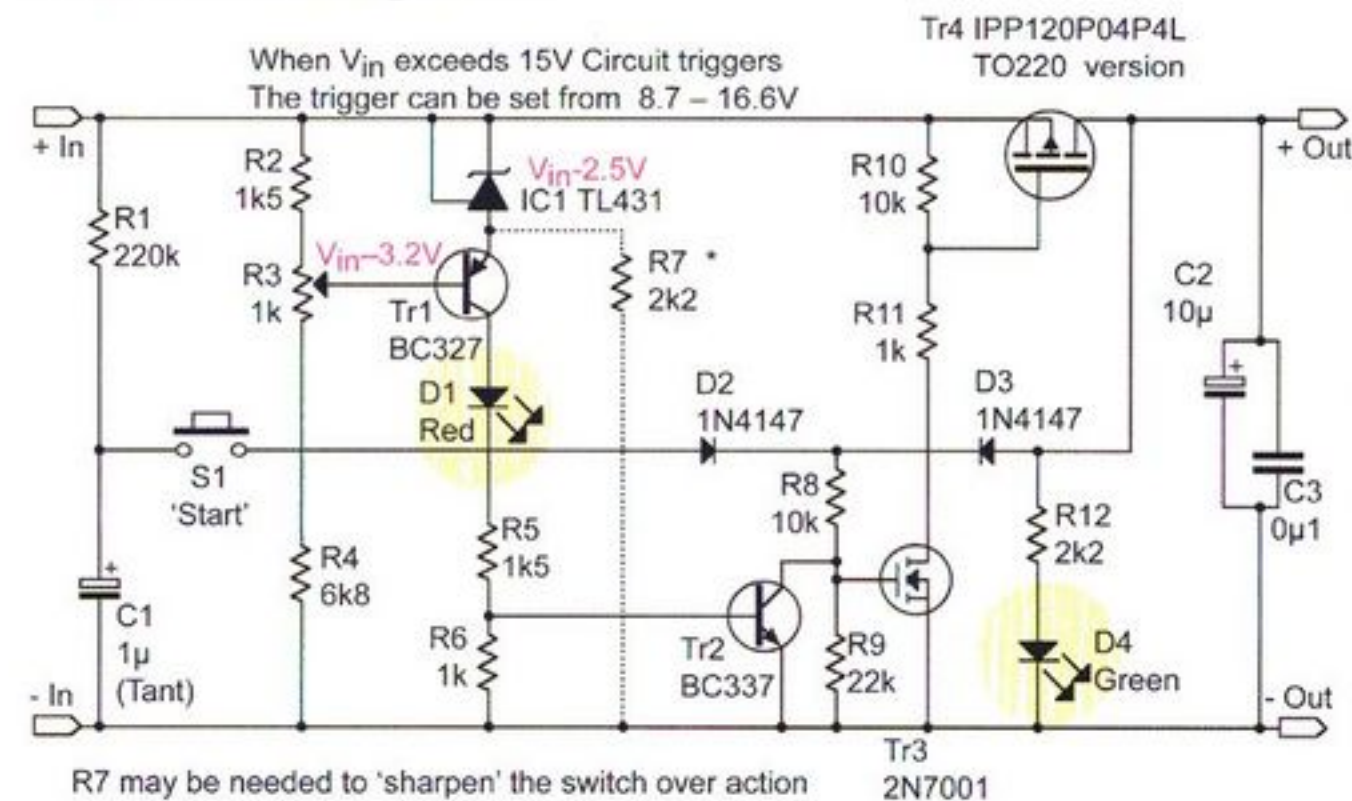 Tr4 IPP120P04P4L
TO220 version
When Vin exceeds 15V Circuit triggers
The trigger can be set from 8.7 – 16.6V
+ In
+ Out
R1
220k
R2
1k5
Vin-2.5V
IC1 TL431
R10
10k
Vin–3.2V
R3
1k
Tr1
BC327
R7 *
2k2
C2
10µ
+
R11
1k
D1
Red
D2
1N4147
D3
1N4147
S1
'Start'
R8
10k
C3
0µ1
R12
2k2
R5
1k5
R4
6k8
+
C1
1µ
(Tant)
R6
1k
Tr2
BC337
R9
22k
D4
Green
- In
- Out
Tr3
2N7001
R7 may be needed to 'sharpen' the switch over action